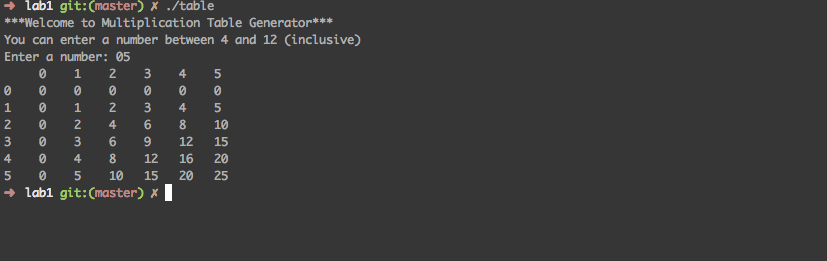 ➜ lab1 git:(master) ✗ ./table
***Welcome to Multiplication Table Generator***
You can enter a number between 4 and 12 (inclusive)
Enter a number: 05
0 1 2 3 4 5
0 0 0 0 0 0 0
1 0 1 2 3 4 5
2 0 2 4 6 8 10
3 0 3 6 9 12 15
4 0 4 8 12 16 20
5 0 5 10 15 20 25
➜ lab1 git:(master) ✗